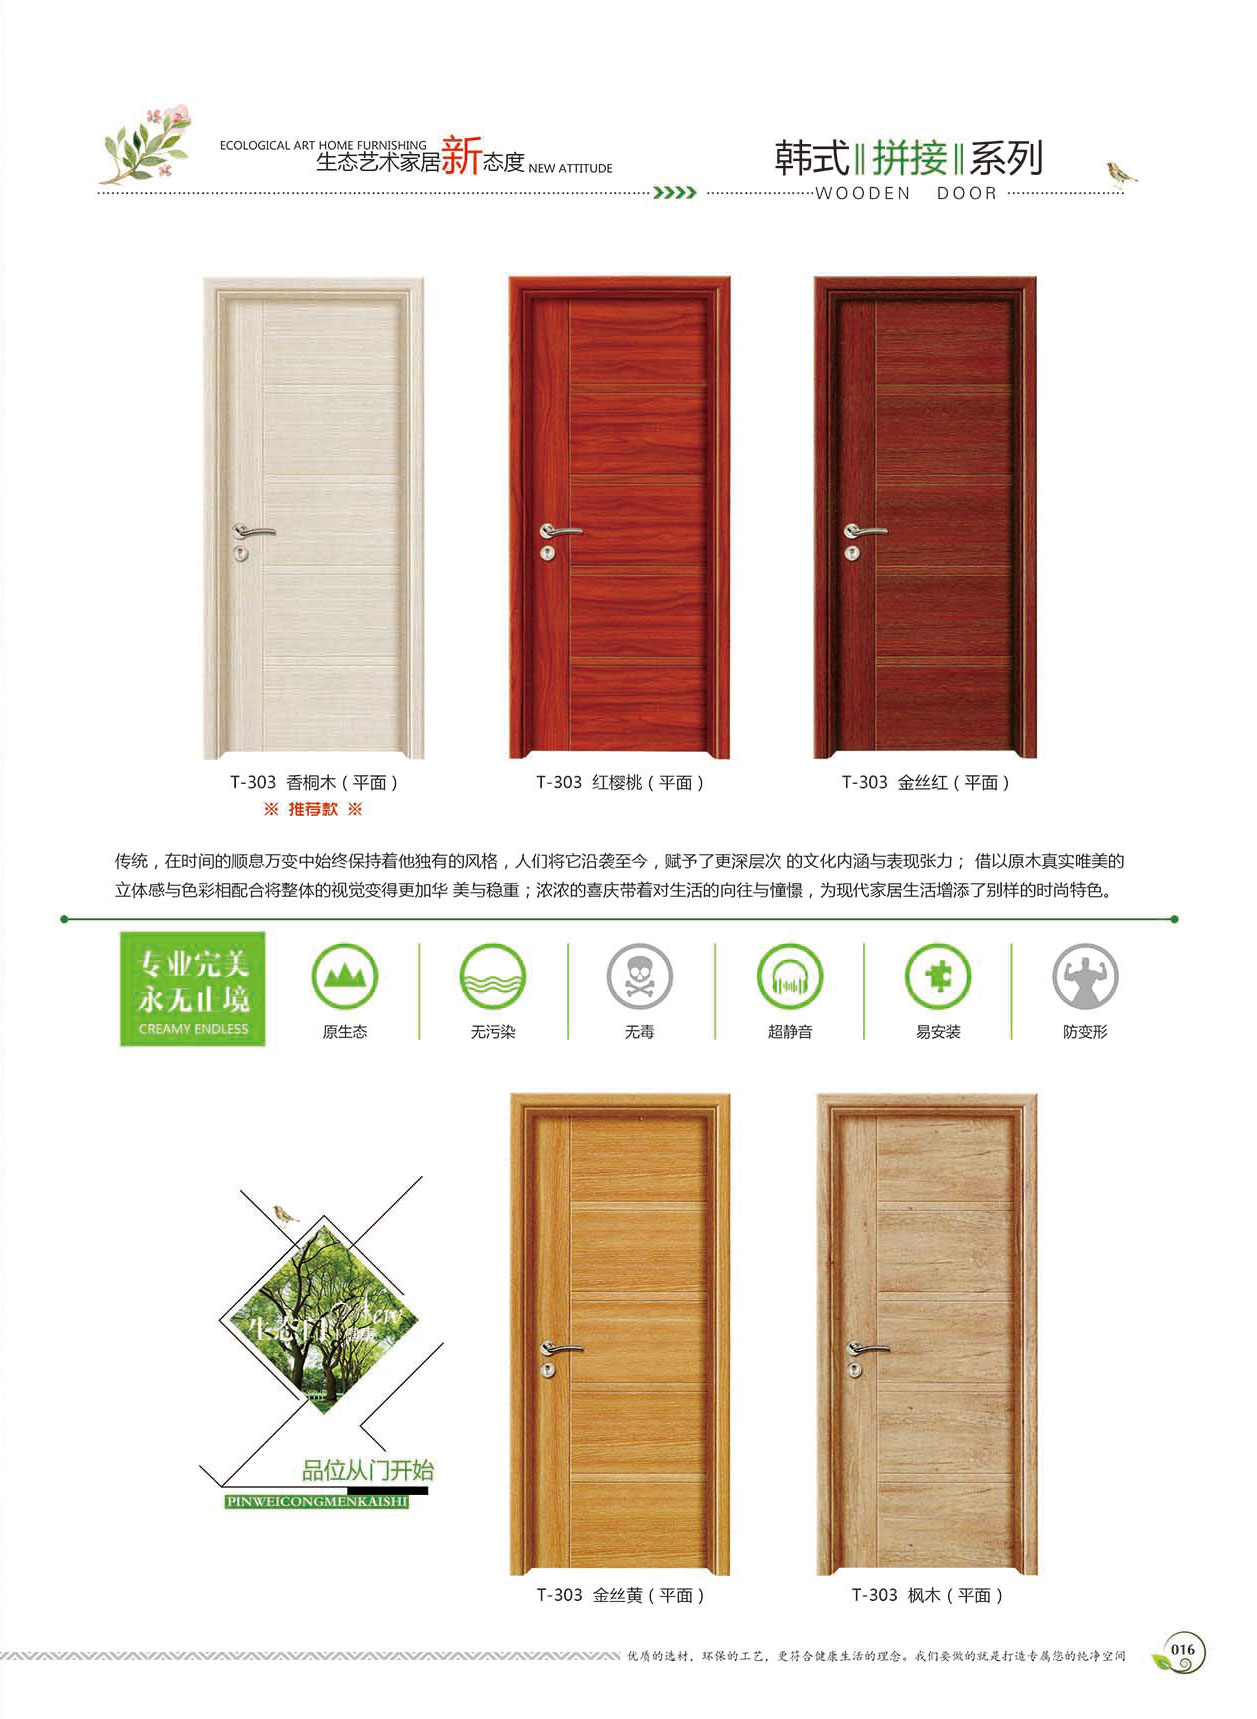 ECOLOGICAL ART HOME FURNISHING
生态艺术家居新态度 NEW ATTITUDE
韩式 拼接 系列
WOODEN DOOR
T-303 香桐木（平面）
※ 推荐款 ※
T-303 红樱桃（平面）
T-303 金丝红（平面）
传统，在时间的顺息万变中始终保持着他独有的风格，人们将它沿袭至今，赋予了更深层次 的文化内涵与表现张力； 借以原木真实唯美的
立体感与色彩相配合将整体的视觉变得更加华 美与稳重；浓浓的喜庆带着对生活的向往与憧憬，为现代家居生活增添了别样的时尚特色。
专业完美
永无止境
CREAMY ENDLESS
原生态
无污染
无毒
超静音
易安装
防变形
生态门
New
品位从门开始
PINWEICONGMENKAISHI
T-303 金丝黄（平面）
T-303 枫木（平面）
优质的选材，环保的工艺，更符合健康生活的理念。我们要做的就是打造专属您的纯净空间
016